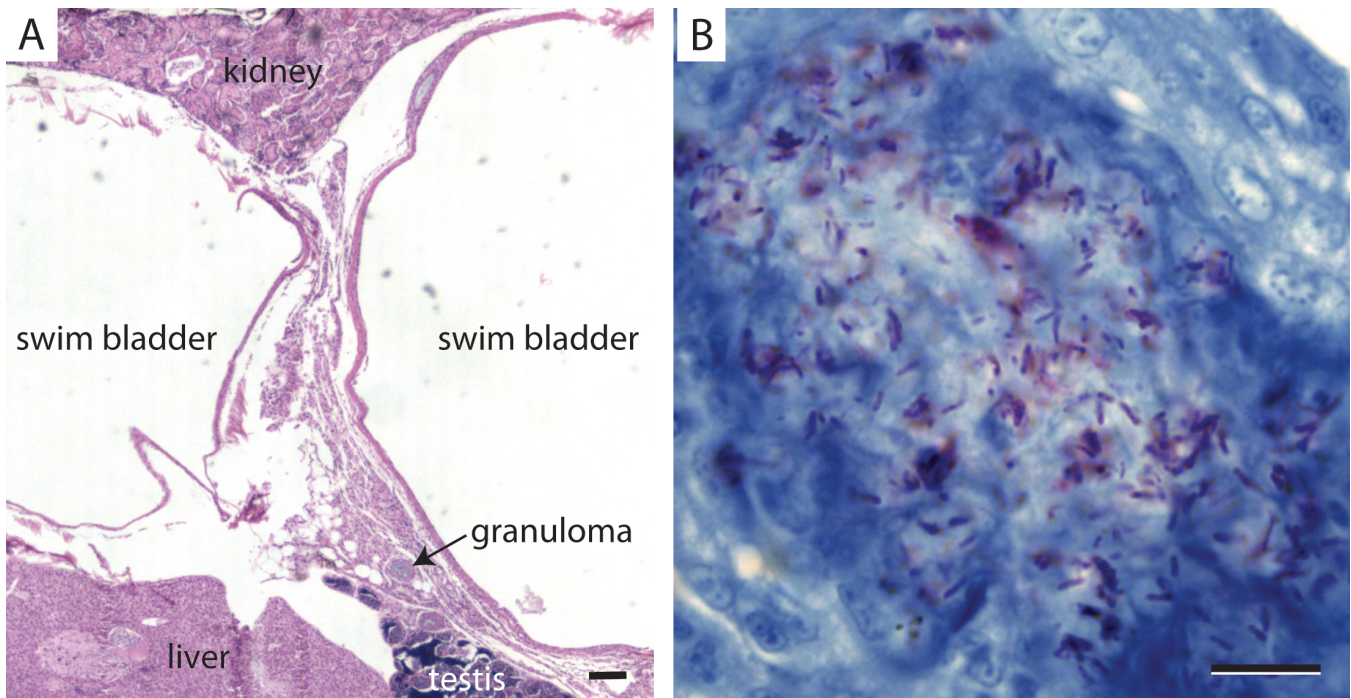 A
kidney
swim bladder
swim bladder
granuloma
liver
testis
B